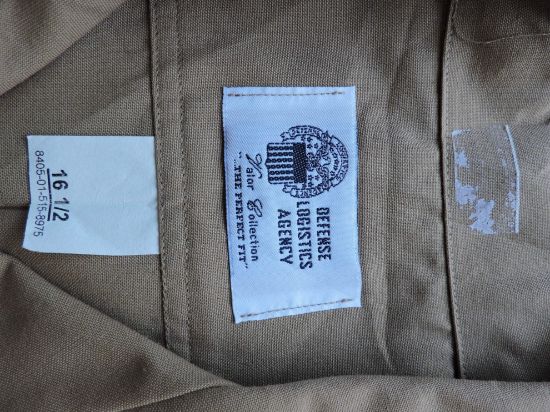 DEFENSE
LOGISTICS
AGENCY
Valor Collection
"...THE PERFECT FIT"
16 1/2
8405-01-515-8975